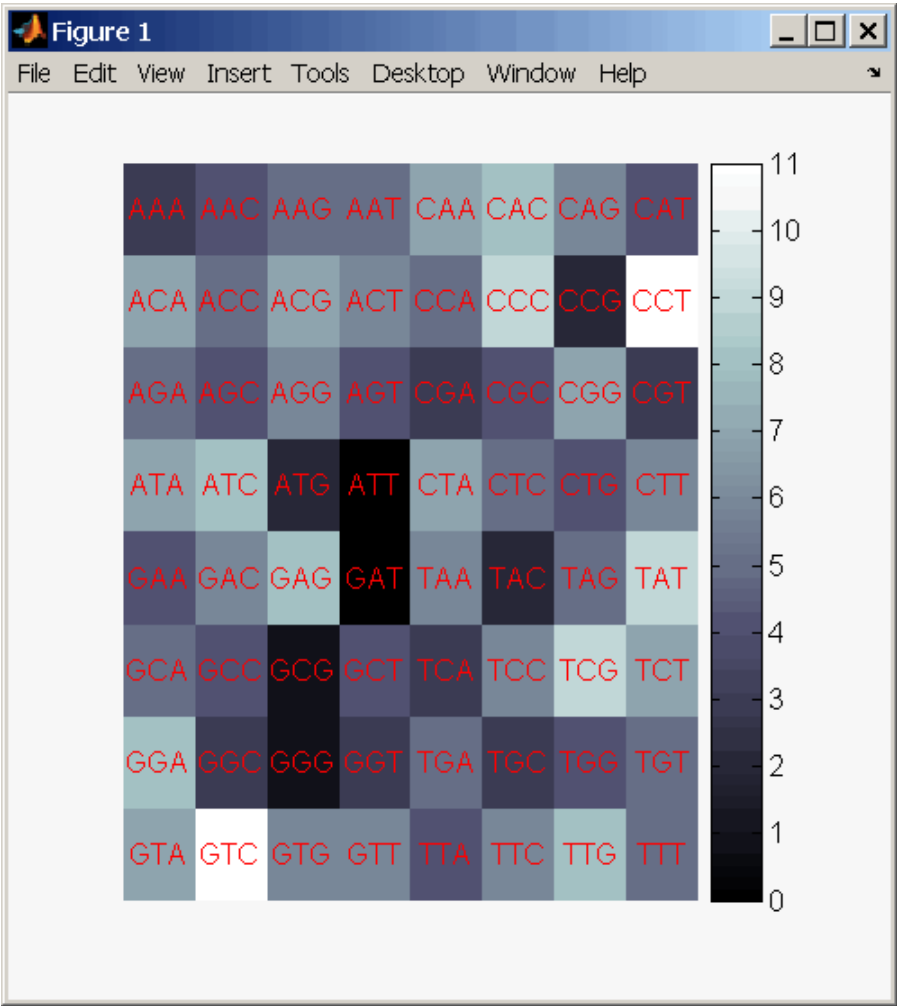 Figure 1
File Edit View Insert Tools Desktop Window Help
AAA AAC AAG AAT CAA CAC CAG CAT
ACA ACC ACG ACT CCA CCC CCG CCT
AGA AGC AGG AGT CGA CGC CGG CGT
ATA ATC ATG ATT CTA CTC CTG CTT
GAA GAC GAG GAT TAA TAC TAG TAT
GCA GCC GCG GCT TCA TCC TCG TCT
GGA GGC GGG GGT TGA TGC TGG TGT
GTA GTC GTG GTT TTA TTC TTG TTT
11
10
9
8
7
6
5
4
3
2
1
0